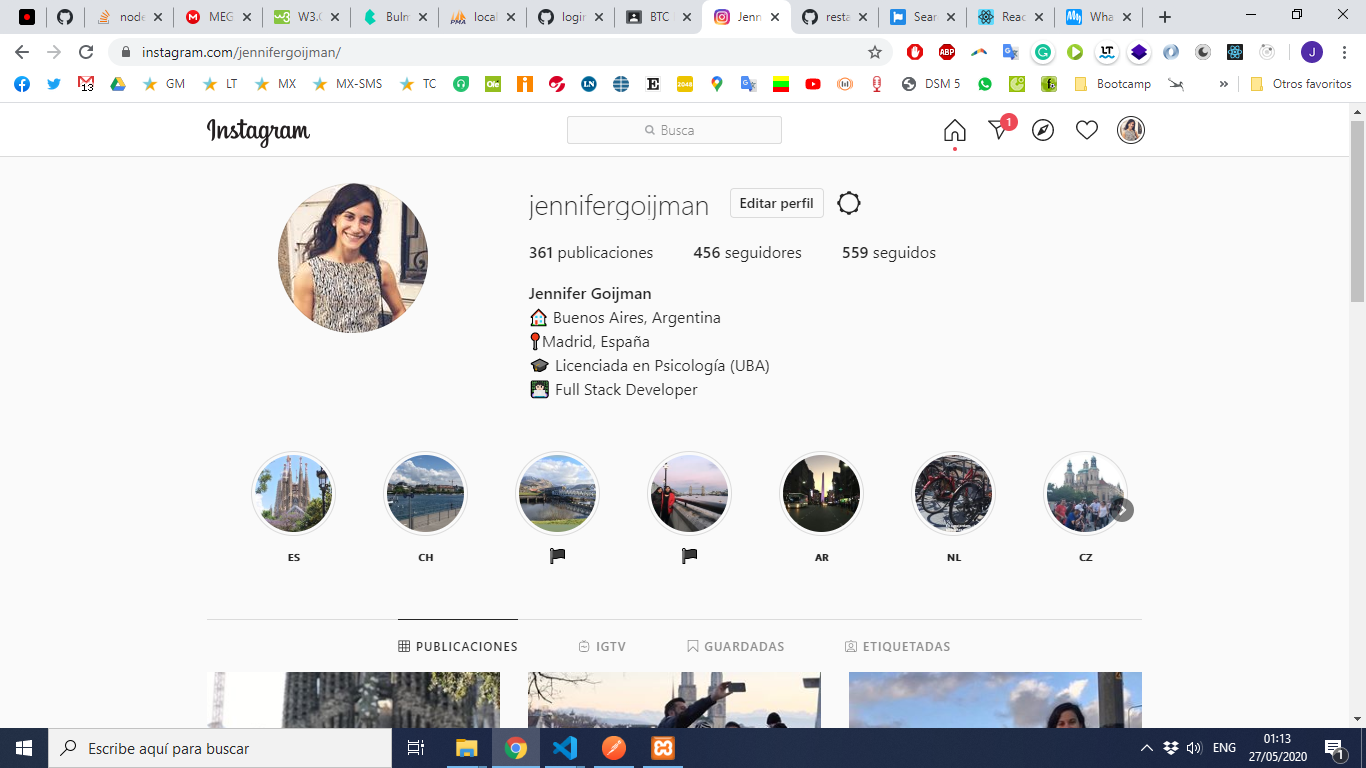 node
MEG
W3.
Bulm
local
login
BTC
Jenn
resta
Sear
Reac
Wha
instagram.com/jennifergoijman/
ABP
LT
J
13
GM
LT
MX
MX-SMS
TC
Olé
LN
E
2048
DSM 5
Bootcamp
»
Otros favoritos
Instagram
Busca
1
jennifergoijman
Editar perfil
361 publicaciones
456 seguidores
559 seguidos
Jennifer Goijman
Buenos Aires, Argentina
Madrid, España
Licenciada en Psicología (UBA)
Full Stack Developer
ES
CH
AR
NL
CZ
PUBLICACIONES
IGTV
GUARDADAS
ETIQUETADAS
Escribe aquí para buscar
ENG
01:13
27/05/2020
1